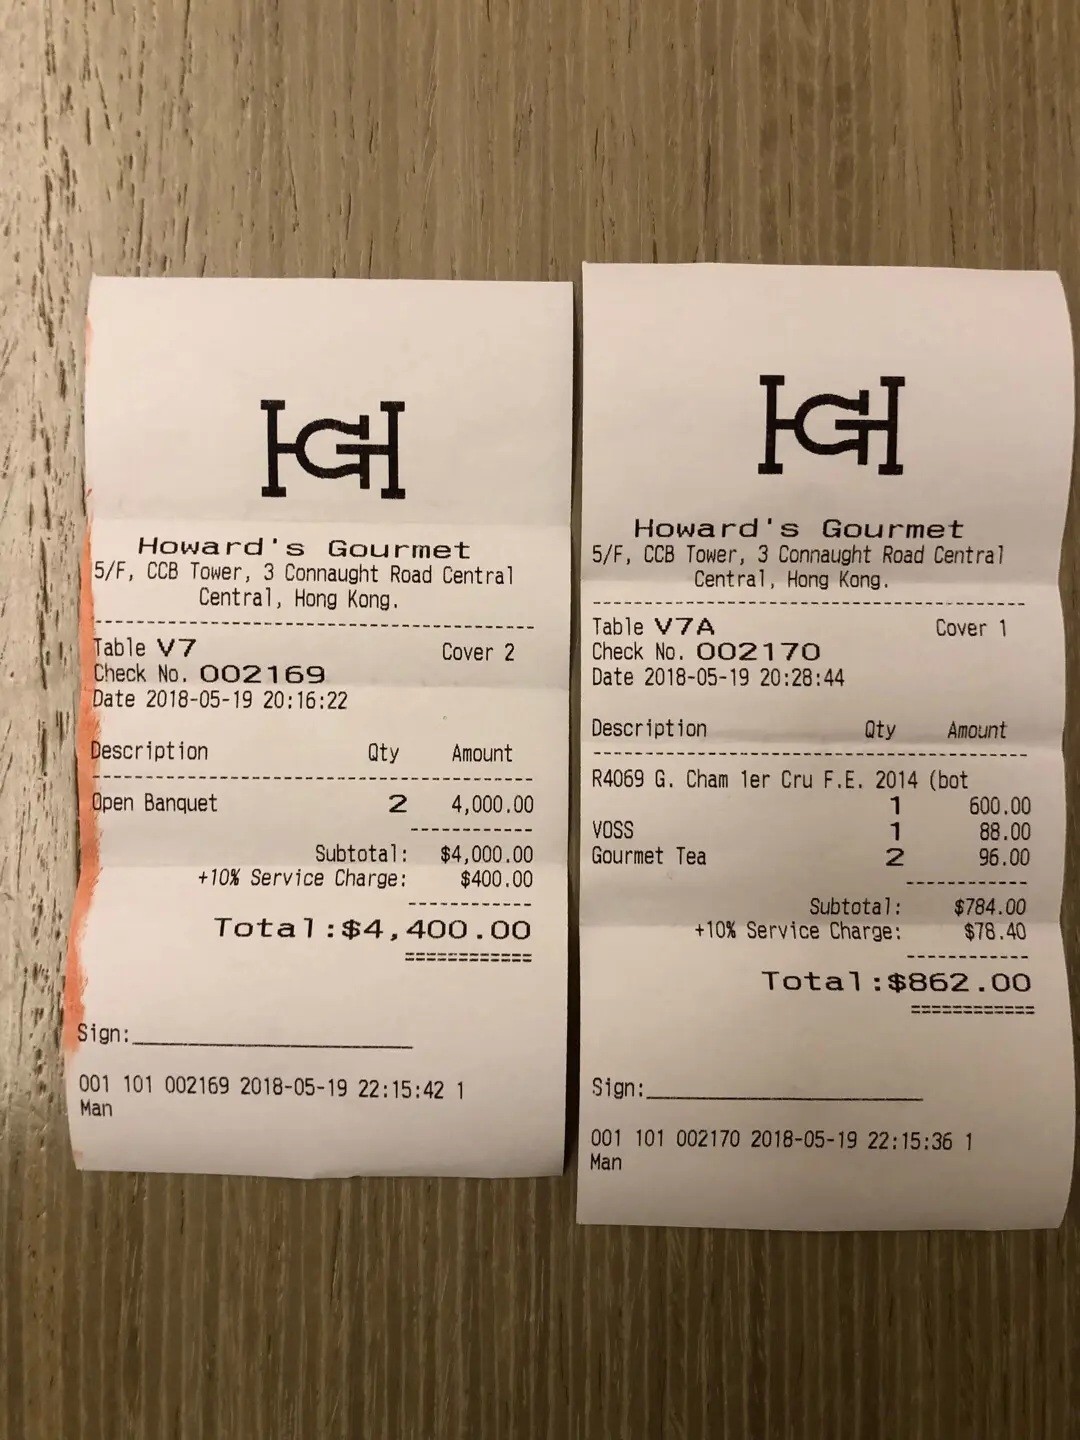 HGH
Howard's Gourmet
5/F, CCB Tower, 3 Connaught Road Central
Central, Hong Kong.
Table V7 Cover 2
Check No. 002169
Date 2018-05-19 20:16:22
Description Qty Amount
Open Banquet 2 4,000.00
Subtotal: $4,000.00
+10% Service Charge: $400.00
Total:$4,400.00
Sign:
001 101 002169 2018-05-19 22:15:42 1
Man
HGH
Howard's Gourmet
5/F, CCB Tower, 3 Connaught Road Central
Central, Hong Kong.
Table V7A Cover 1
Check No. 002170
Date 2018-05-19 20:28:44
Description Qty Amount
R4069 G. Cham 1er Cru F.E. 2014 (bot
1 600.00
VOSS 1 88.00
Gourmet Tea 2 96.00
Subtotal: $784.00
+10% Service Charge: $78.40
Total:$862.00
Sign:
001 101 002170 2018-05-19 22:15:36 1
Man